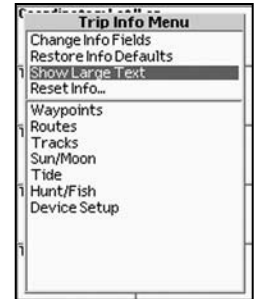 Trip Info Menu
Change Info Fields
Restore Info Defaults
Show Large Text
Reset Info...
Waypoints
Routes
Tracks
Sun/Moon
Tide
Hunt/Fish
Device Setup